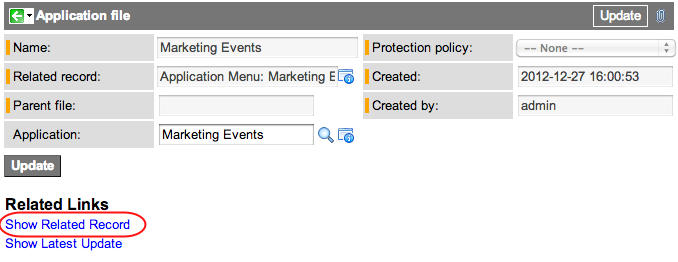 Application file Update
Name: Marketing Events Protection policy: -- None --
Related record: Application Menu: Marketing E Created: 2012-12-27 16:00:53
Parent file: Created by: admin
Application: Marketing Events
Update
Related Links
Show Related Record
Show Latest Update